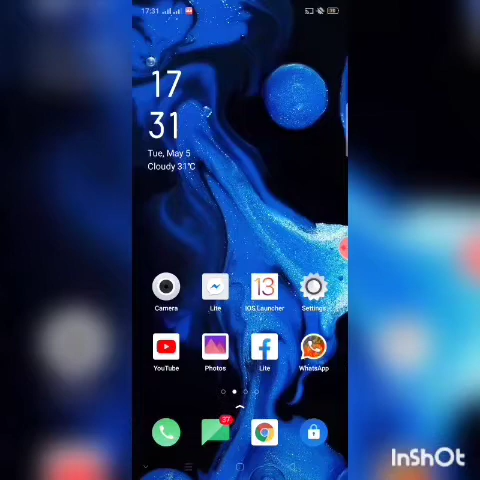 17:31
17
31
Tue, May 5
Cloudy 31°C
13
Camera
Lite
iOS Launcher
Settings
YouTube
Photos
Lite
WhatsApp
37
InShOt